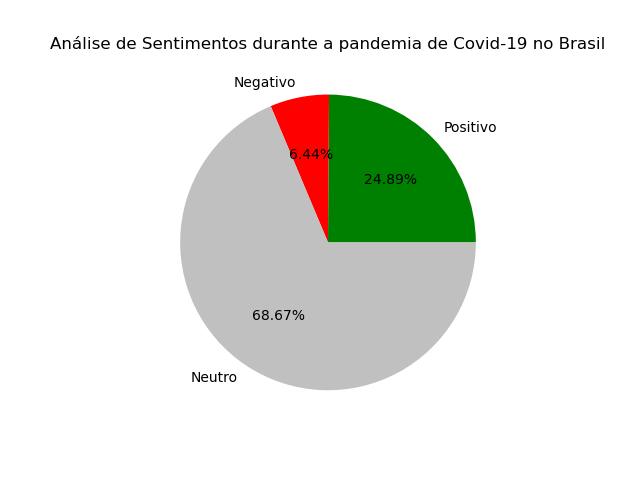 Análise de Sentimentos durante a pandemia de Covid-19 no Brasil
Negativo
Positivo
6.44%
24.89%
68.67%
Neutro